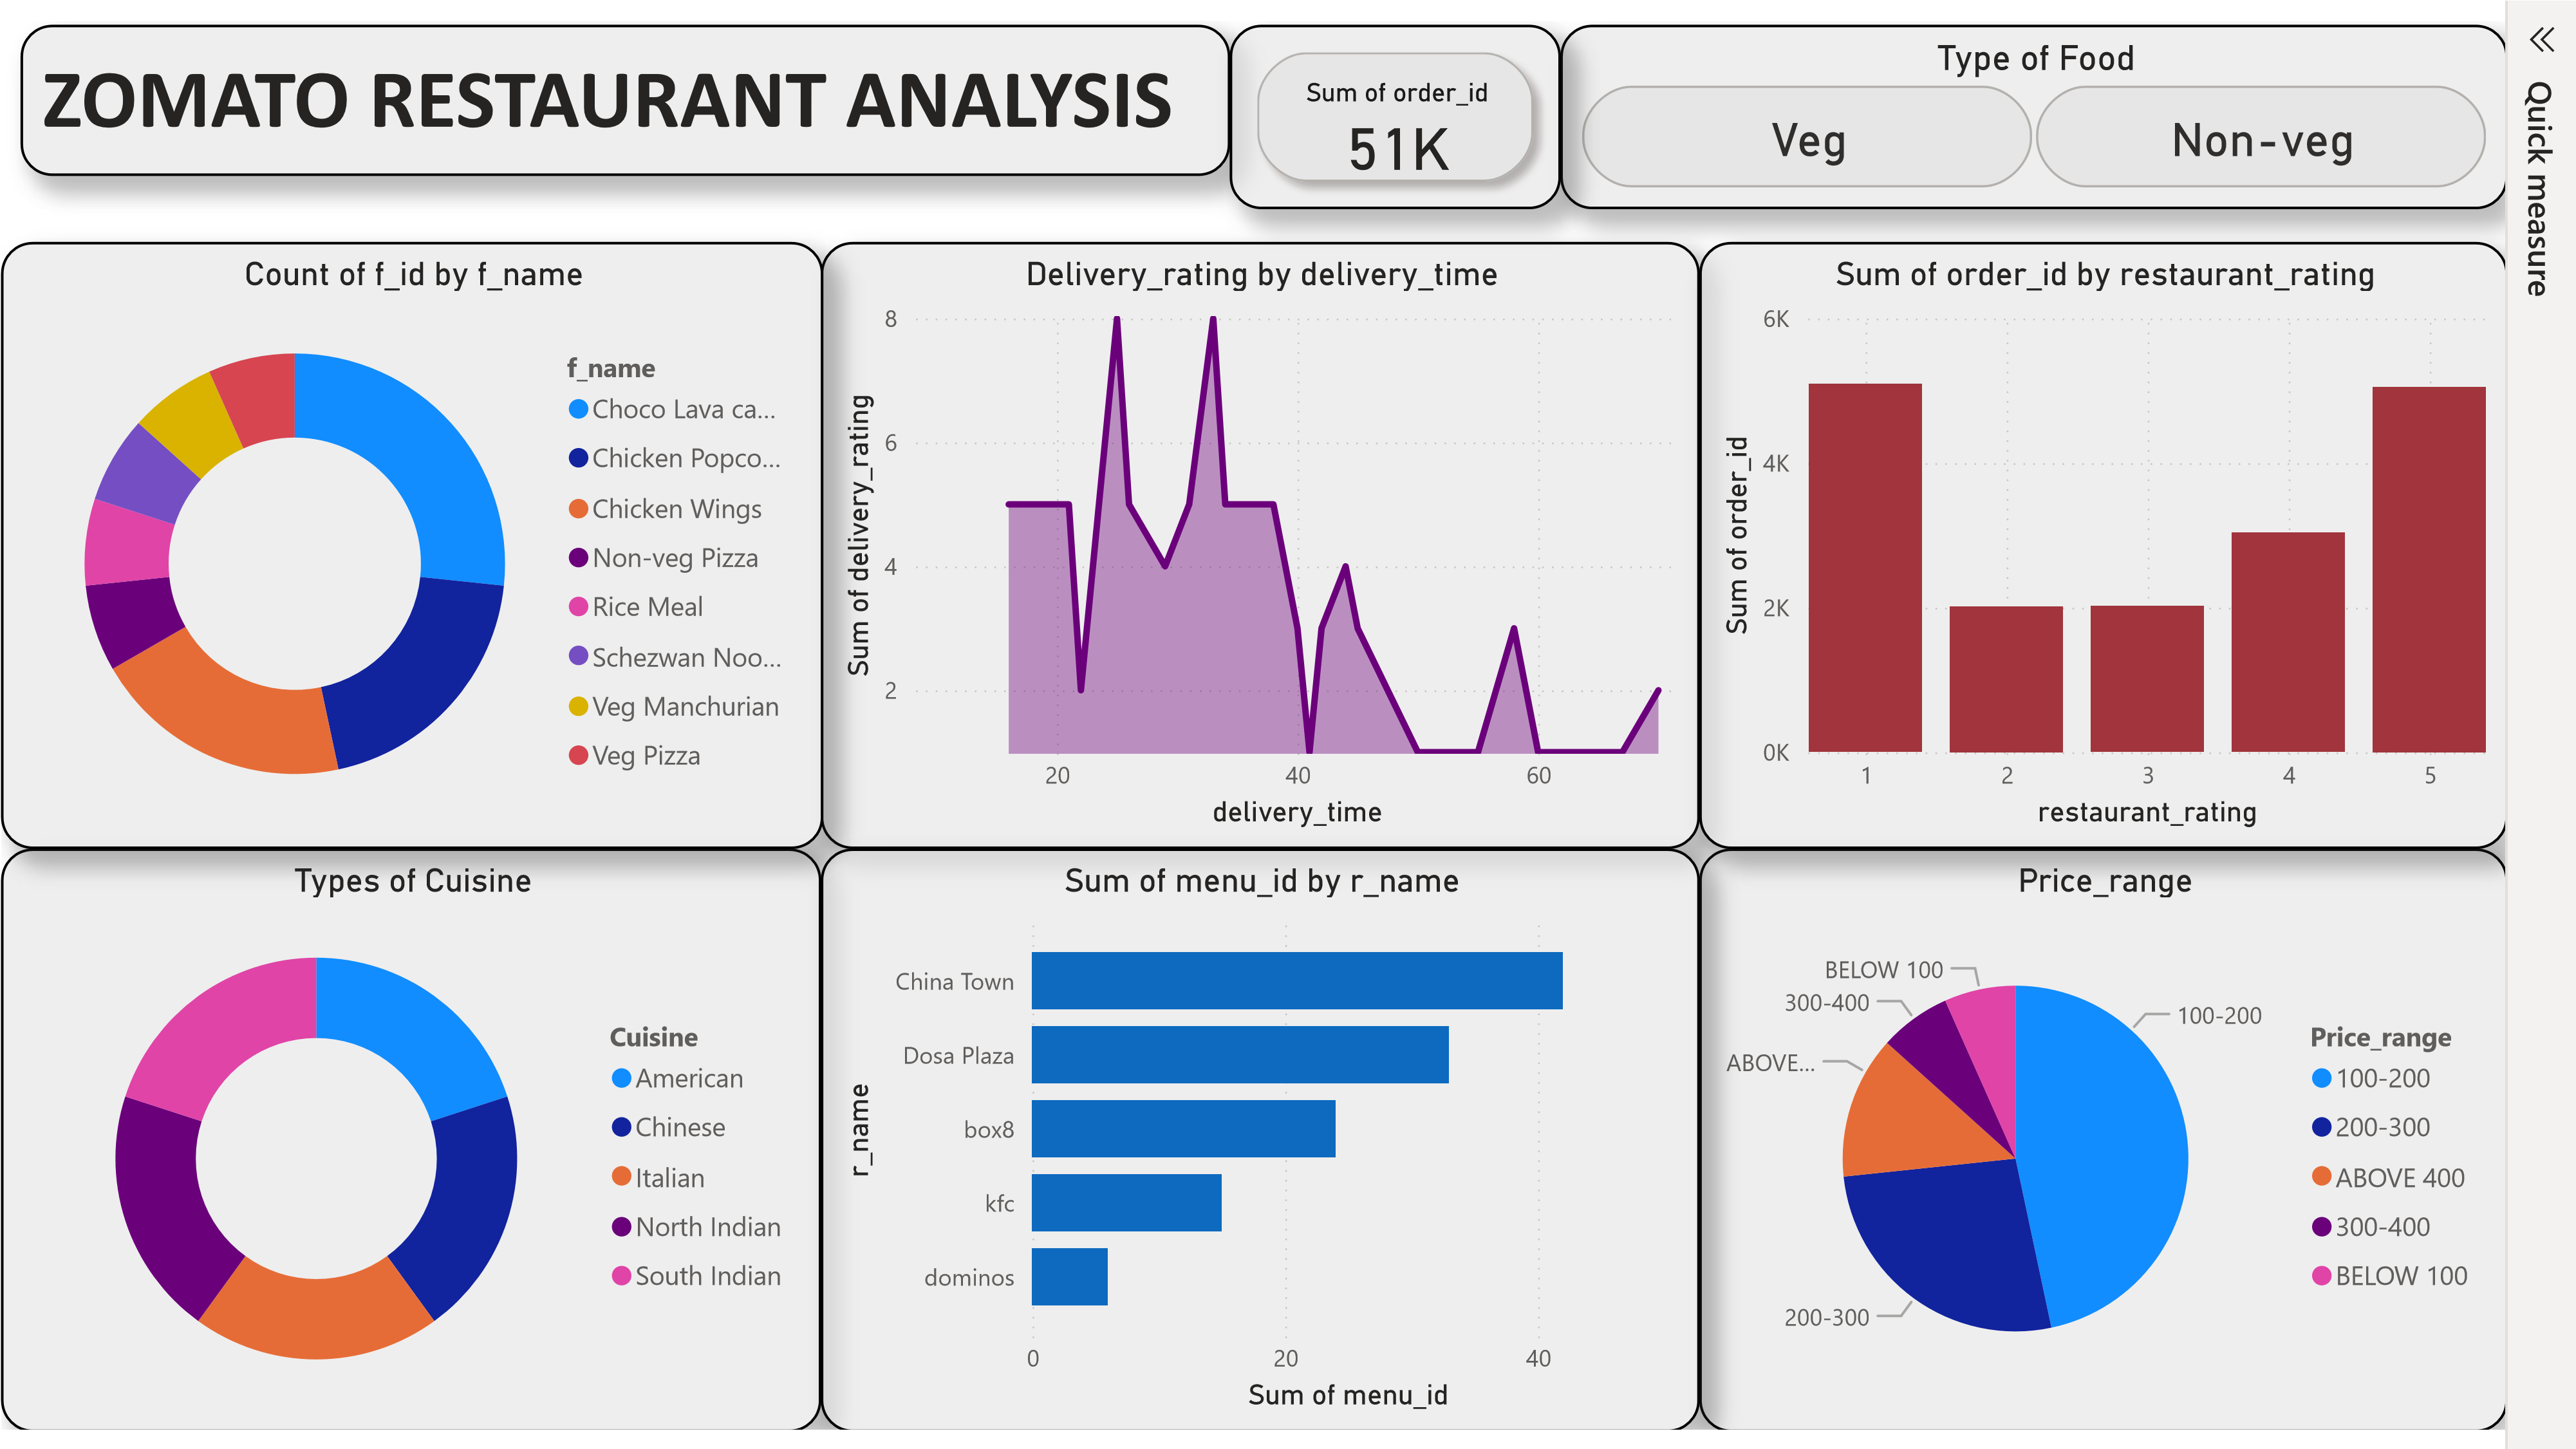 ZOMATO RESTAURANT ANALYSIS
Sum of order_id
51K
Type of Food
Veg
Non-veg
Quick measure
Count of f_id by f_name
f_name
Choco Lava ca...
Chicken Popco...
Chicken Wings
Non-veg Pizza
Rice Meal
Schezwan Noo...
Veg Manchurian
Veg Pizza
Delivery_rating by delivery_time
Sum of delivery_rating
8
6
4
2
20
40
60
delivery_time
Sum of order_id by restaurant_rating
Sum of order_id
6K
4K
2K
0K
1
2
3
4
5
restaurant_rating
Types of Cuisine
Cuisine
American
Chinese
Italian
North Indian
South Indian
Sum of menu_id by r_name
r_name
China Town
Dosa Plaza
box8
kfc
dominos
0
20
40
Sum of menu_id
Price_range
BELOW 100
300-400
ABOVE...
200-300
100-200
Price_range
100-200
200-300
ABOVE 400
300-400
BELOW 100